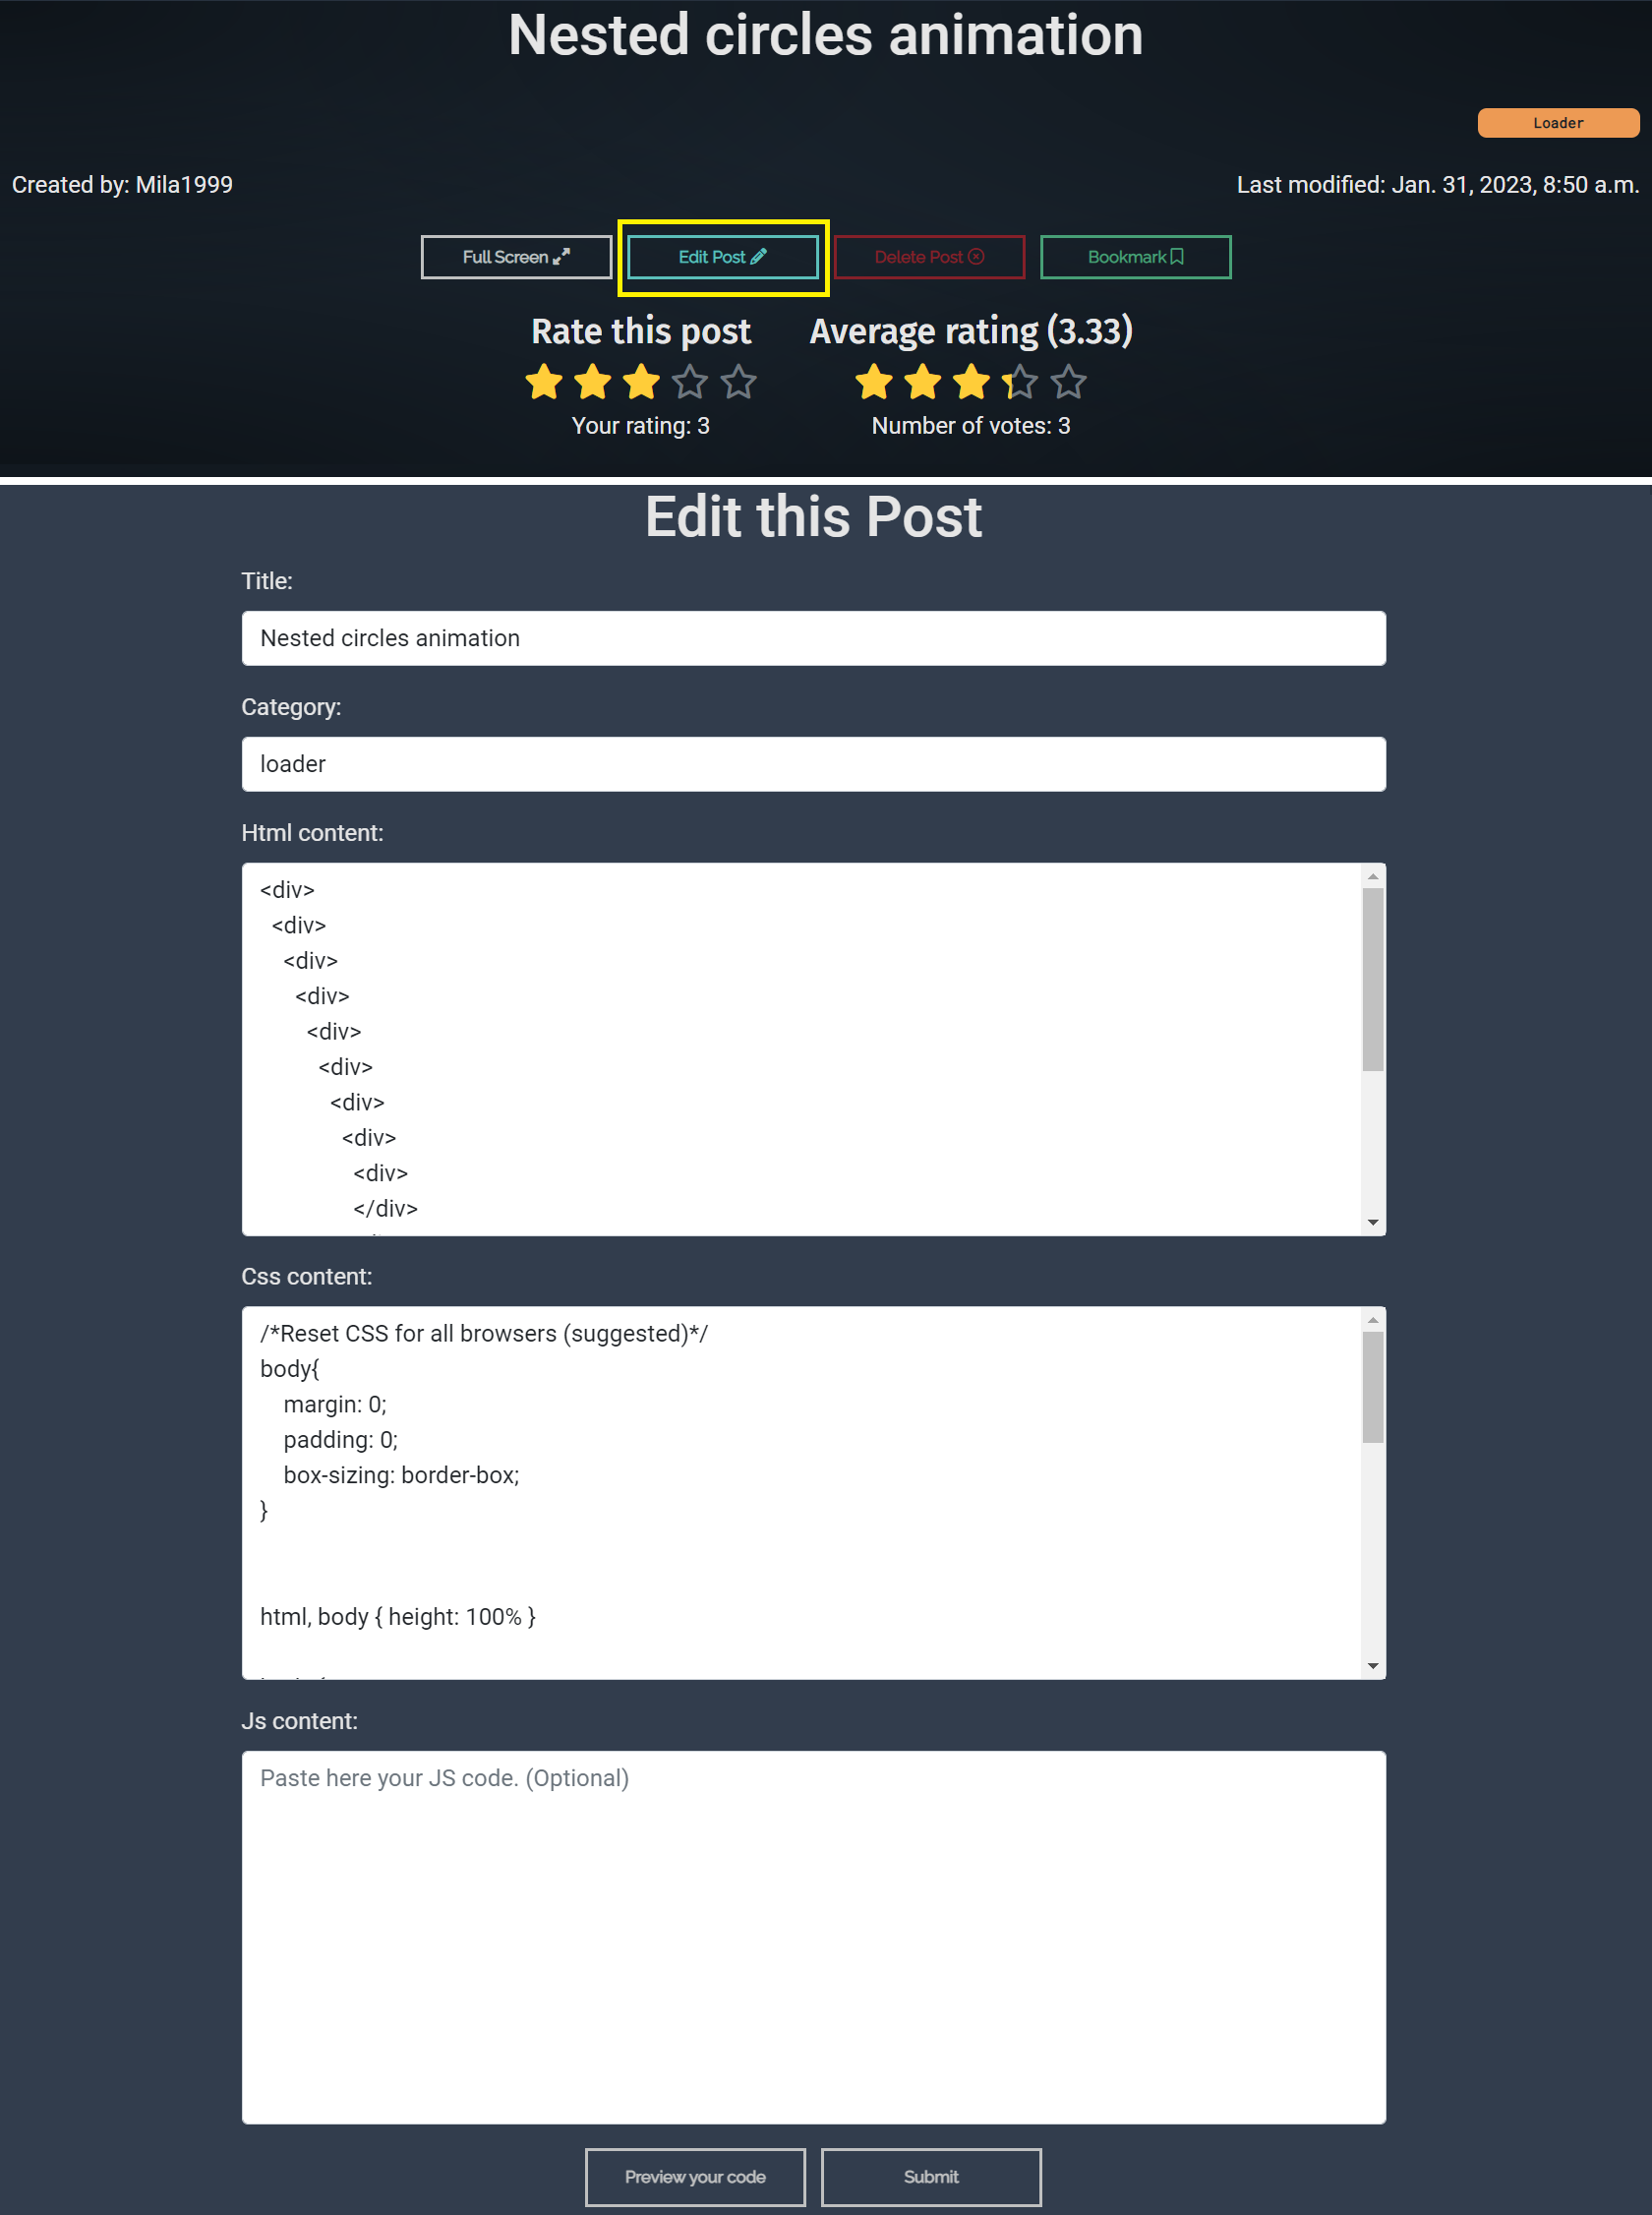 Nested circles animation
Loader
Created by: Mila1999
Last modified: Jan. 31, 2023, 8:50 a.m.
Full Screen
Edit Post
Delete Post
Bookmark
Rate this post
Average rating (3.33)
Your rating: 3
Number of votes: 3
Edit this Post
Title:
Nested circles animation
Category:
loader
Html content:
<div>
<div>
<div>
<div>
<div>
<div>
<div>
<div>
<div>
</div>
Css content:
/*Reset CSS for all browsers (suggested)*/
body{
margin: 0;
padding: 0;
box-sizing: border-box;
}
html, body { height: 100% }
Js content:
Paste here your JS code. (Optional)
Preview your code
Submit